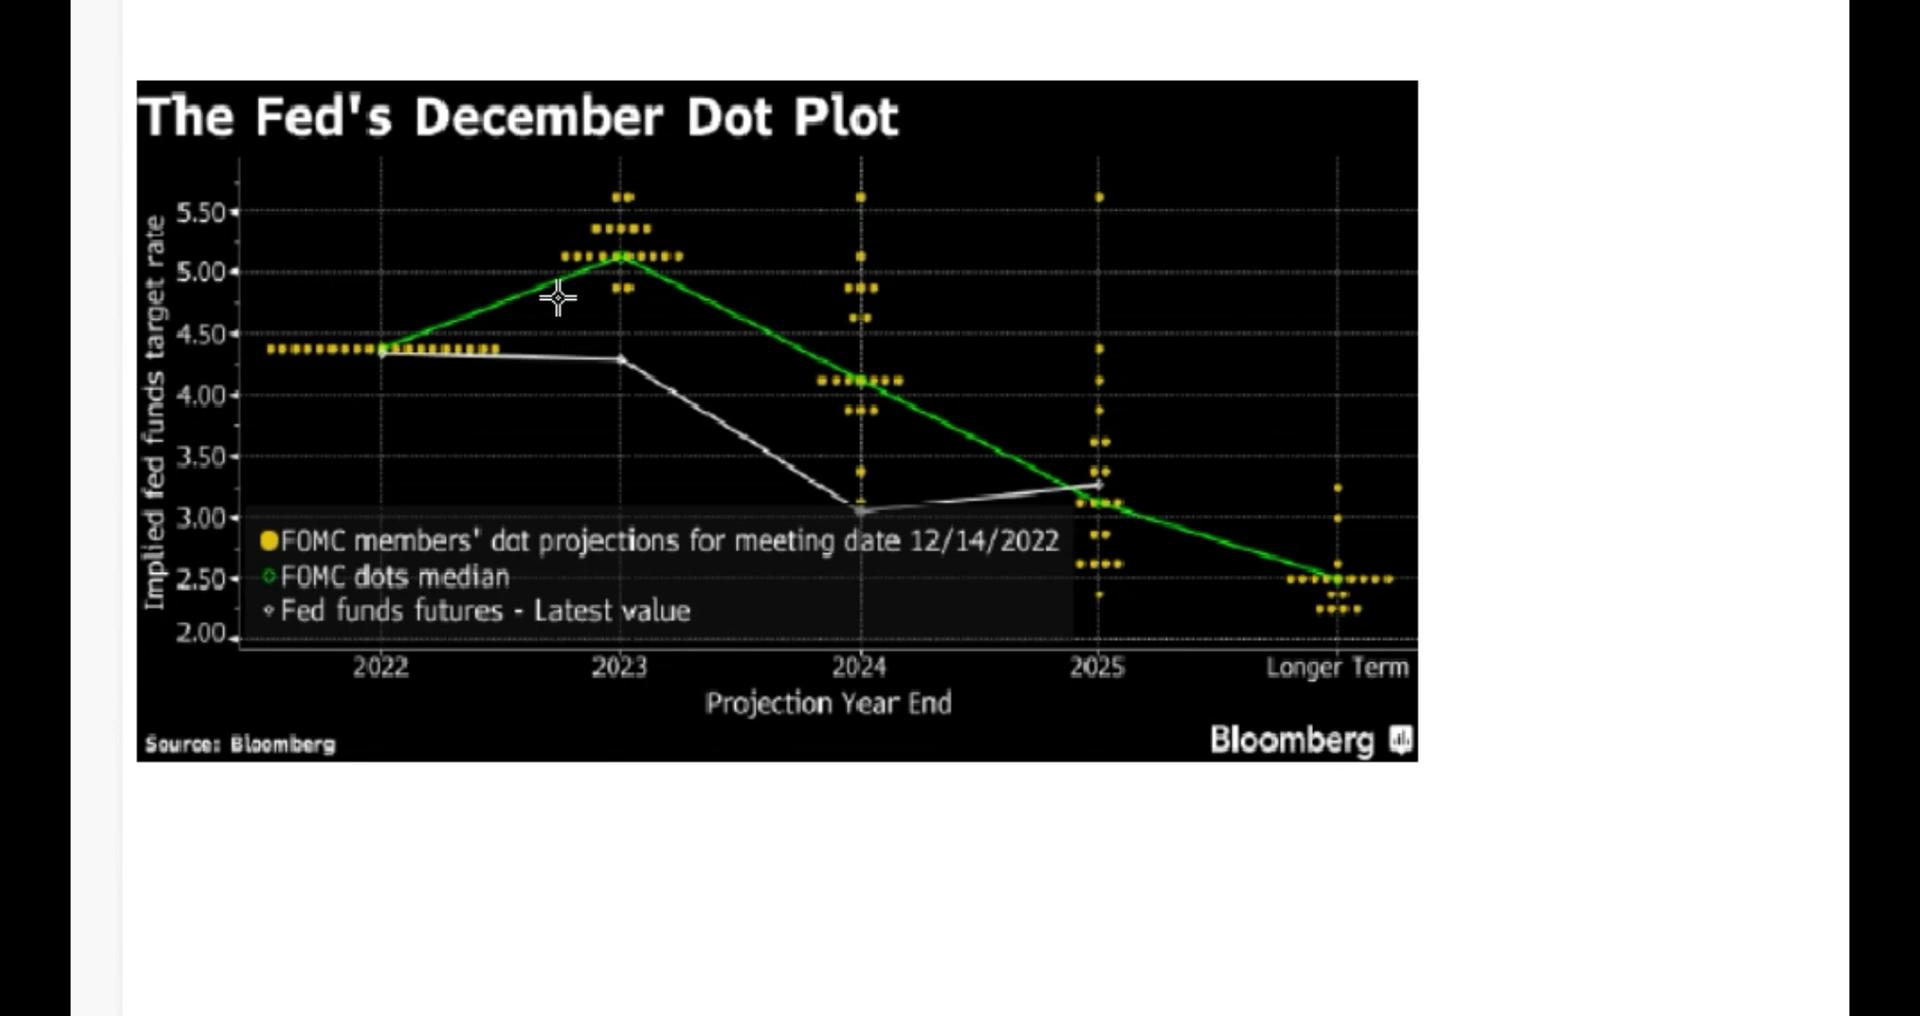 The Fed's December Dot Plot
Implied fed funds target rate
5.50
5.00
4.50
4.00
3.50
3.00
2.50
2.00
FOMC members' dot projections for meeting date 12/14/2022
FOMC dots median
Fed funds futures - Latest value
2022 2023 2024 2025 Longer Term
Projection Year End
Source: Bloomberg
Bloomberg